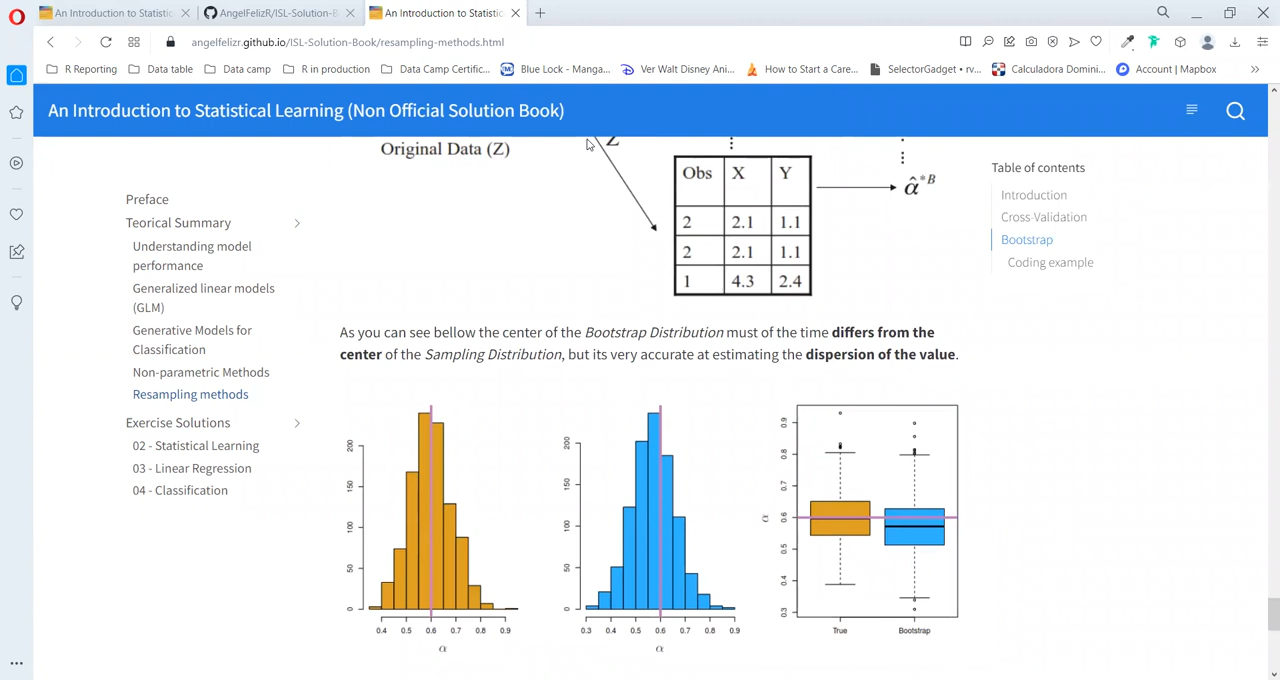 An Introduction to Statistic
AngelFelizR/ISL-Solution-B
An Introduction to Statistic
angelfelizr.github.io/ISL-Solution-Book/resampling-methods.html
R Reporting
Data table
Data camp
R in production
Data Camp Certific...
Blue Lock - Manga...
Ver Walt Disney Ani...
How to Start a Care...
SelectorGadget • rv...
Calculadora Domini...
Account | Mapbox
An Introduction to Statistical Learning (Non Official Solution Book)
Preface
Teorical Summary
Understanding model
performance
Generalized linear models
(GLM)
Generative Models for
Classification
Non-parametric Methods
Resampling methods
Exercise Solutions
02 - Statistical Learning
03 - Linear Regression
04 - Classification
Original Data (Z)
Obs X Y
2 2.1 1.1
2 2.1 1.1
1 4.3 2.4
α̂*B
As you can see bellow the center of the Bootstrap Distribution must of the time differs from the
center of the Sampling Distribution, but its very accurate at estimating the dispersion of the value.
200
150
100
50
0
0.4 0.5 0.6 0.7 0.8 0.9
α
200
150
100
50
0
0.3 0.4 0.5 0.6 0.7 0.8 0.9
α
0.9
0.8
0.7
0.6
0.5
0.4
0.3
α
True Bootstrap
Table of contents
Introduction
Cross-Validation
Bootstrap
Coding example